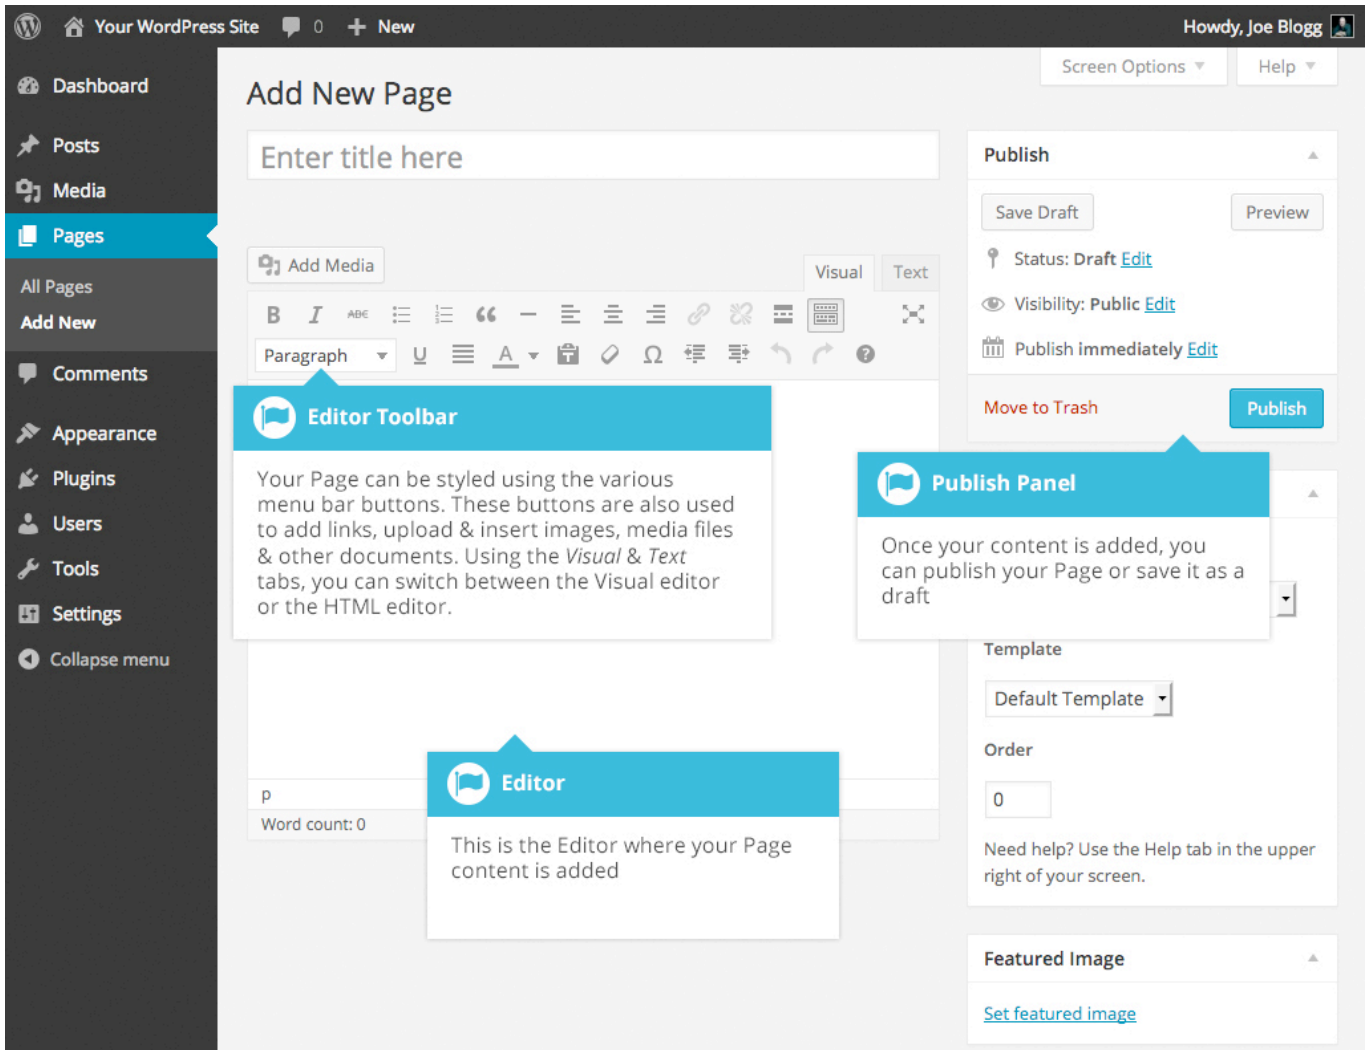 Your WordPress Site 0 New Howdy, Joe Blogg
Screen Options Help
Dashboard
Posts
Media
Pages
All Pages
Add New
Comments
Appearance
Plugins
Users
Tools
Settings
Collapse menu
Add New Page
Enter title here
Add Media
Visual Text
B I ABC
Paragraph U A T Ω ?
Editor Toolbar
Your Page can be styled using the various
menu bar buttons. These buttons are also used
to add links, upload & insert images, media files
& other documents. Using the Visual & Text
tabs, you can switch between the Visual editor
or the HTML editor.
Editor
This is the Editor where your Page
content is added
p
Word count: 0
Publish
Save Draft Preview
Status: Draft Edit
Visibility: Public Edit
Publish immediately Edit
Move to Trash Publish
Publish Panel
Once your content is added, you
can publish your Page or save it as a
draft
Template
Default Template
Order
0
Need help? Use the Help tab in the upper
right of your screen.
Featured Image
Set featured image